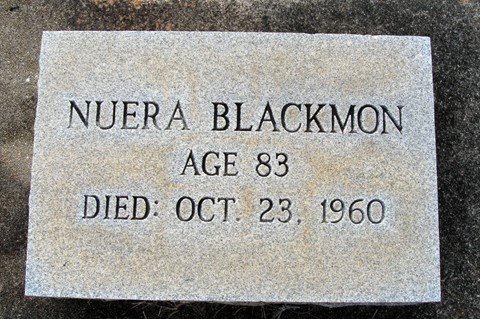 NUERA BLACKMON
AGE 83
DIED: OCT. 23, 1960